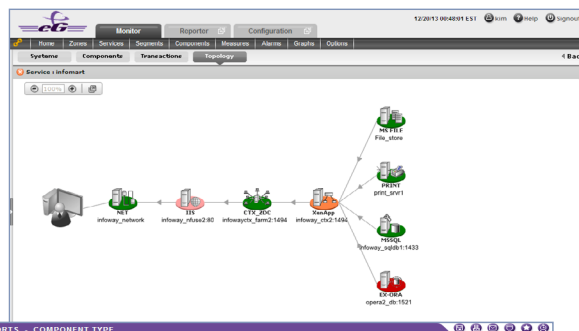 12/20/13 00:48:01 EST kim Help Signout
eG
Monitor Reporter Configuration
Home Zones Services Segments Components Measures Alarms Graphs Options
Systems Components Transactions Topology Bac
Service : infomart
100%
MS FILE
File_store
PRINT
print_srvr1
NET
infoway_network
IIS
infoway_nfuse2:80
CTX_ZDC
infowayctx_farm2:1494
XenApp
infoway_ctx2:1494
MSSQL
infoway_sqldb1:1433
EX-ORA
opera2_db:1521
RTS - COMPONENT TYPE